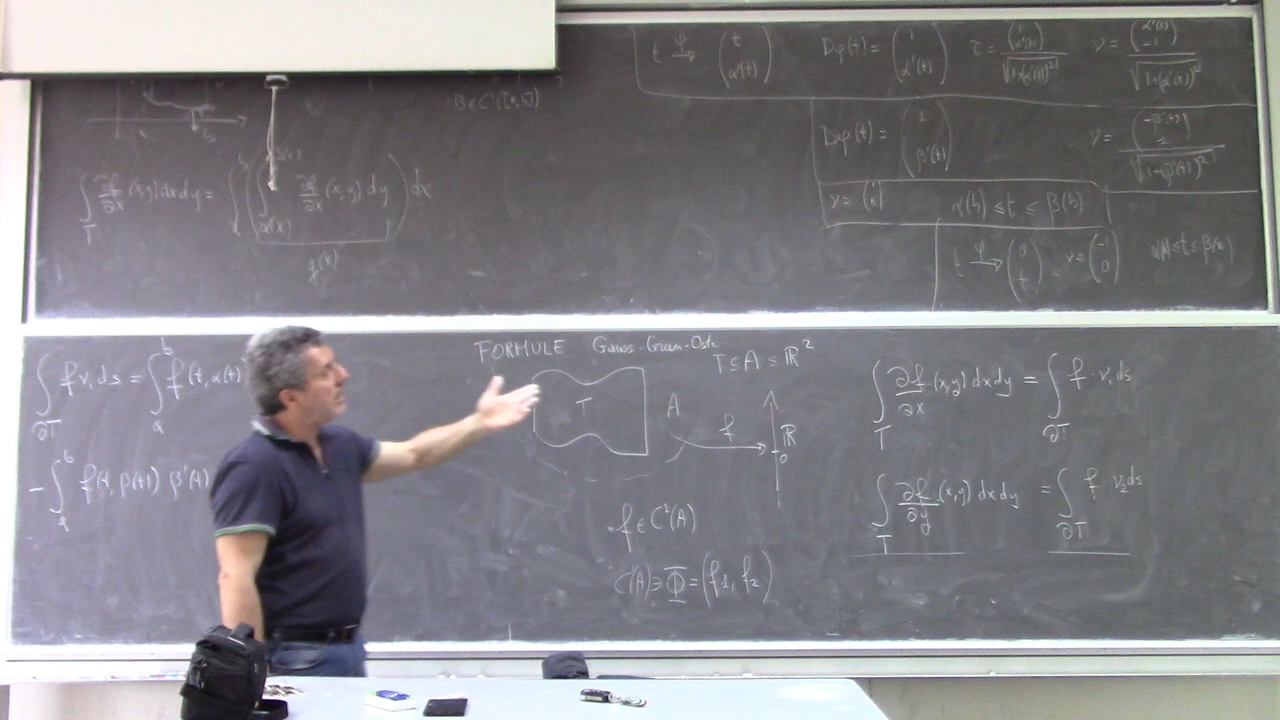 t →φ (t α(t)) Dφ(t) = (1 α'(t)) τ = (1 α'(t)) / √1+(α'(t))² ν = (α'(t) -1) / √1+(α'(t))²
β∈C¹([a,b])
Dφ(t) = (1 β'(t)) ν = (-β'(t) 1) / √1+(β'(t))²
∫_T ∂f/∂x (x,y) dx dy = ∫_a^b (∫_α(x)^β(x) ∂f/∂x (x,y) dy) dx
g(x)
ν = (1 0) α(b) ≤ t ≤ β(b)
t →φ (a t) ν = (-1 0) α(a) ≤ t ≤ β(a)
∫_∂T f ν₁ ds = ∫_a^b f(t, α(t)
- ∫_a^b f(t, β(t)) β'(t)
FORMULE Gauss-Green-Ostr.
T ⊆ A ⊆ ℝ²
T
A
f
ℝ
0
f ∈ C¹(A)
C¹(A) ∋ Φ = (f1, f2)
∫_T ∂f/∂x (x,y) dx dy = ∫_∂T f · ν₁ ds
∫_T ∂f/∂y (x,y) dx dy = ∫_∂T f · ν₂ ds